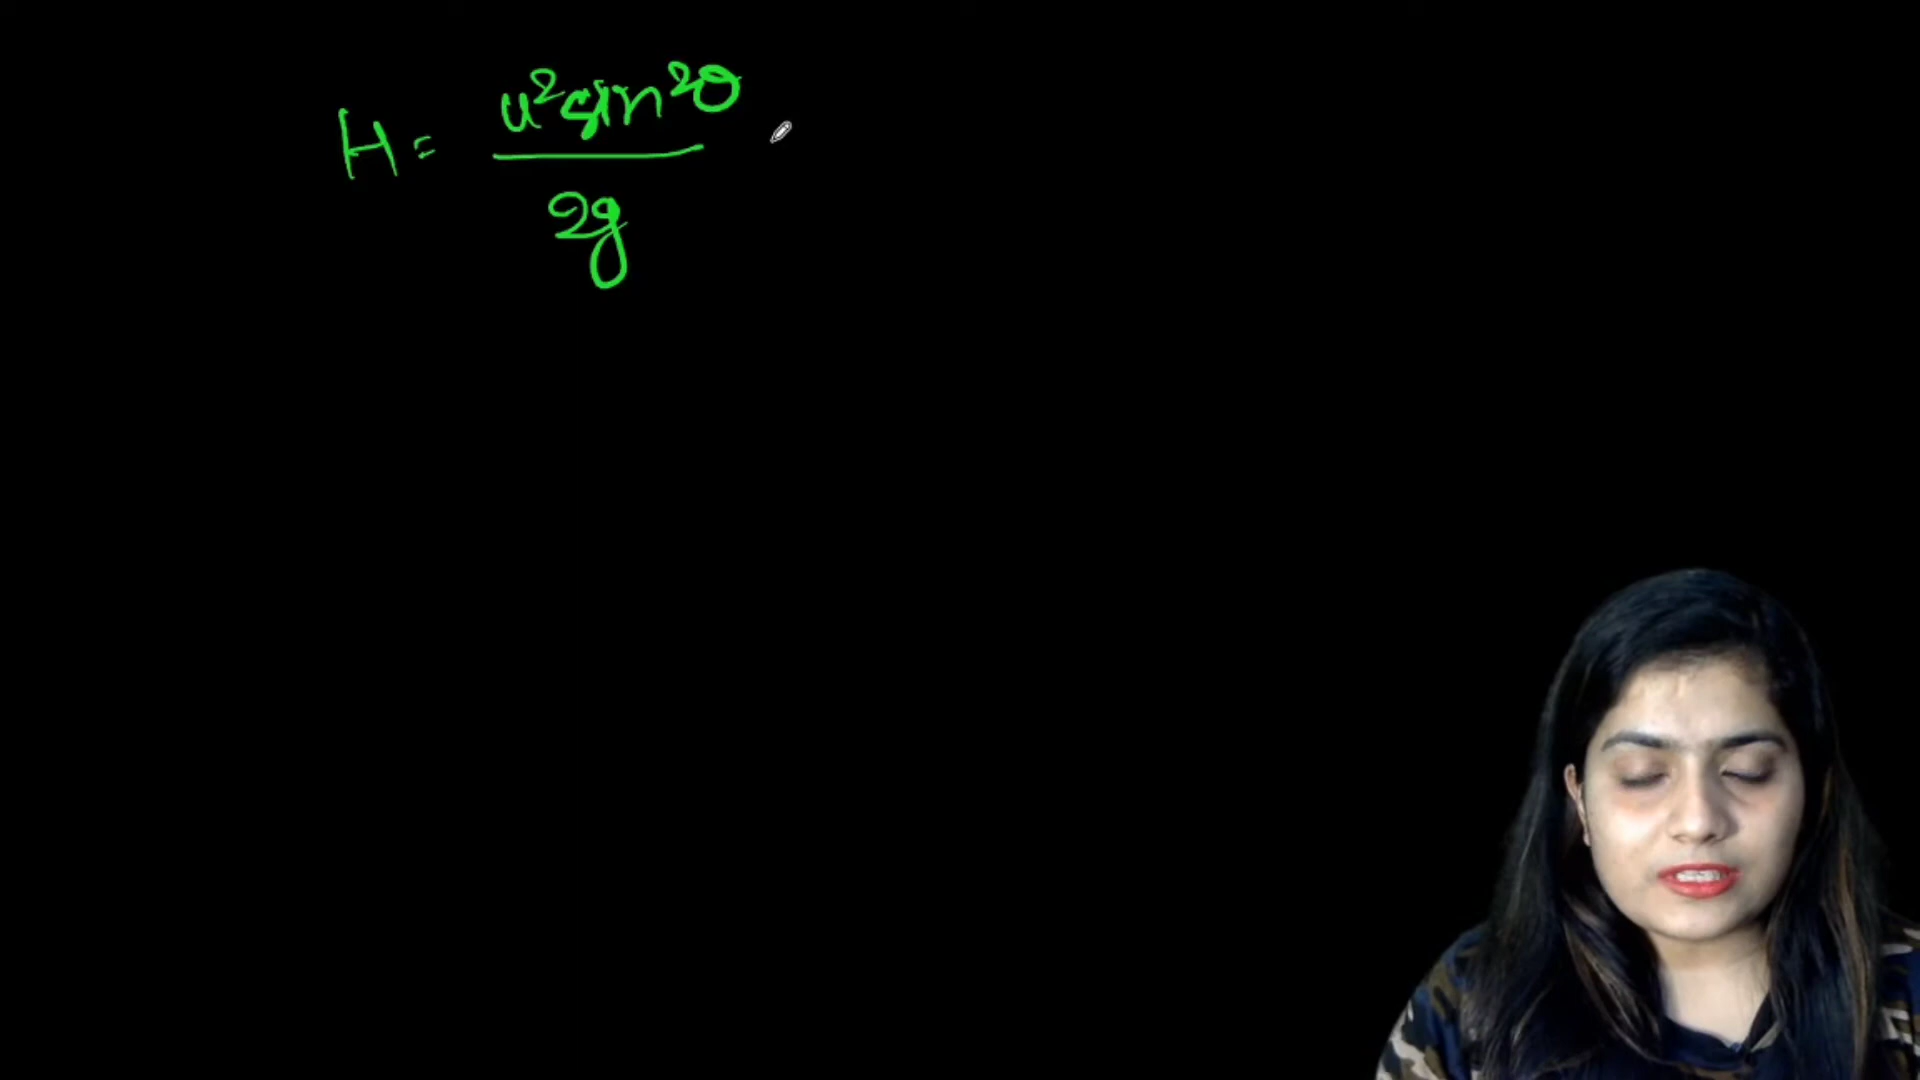 H = u²sin²θ
2g